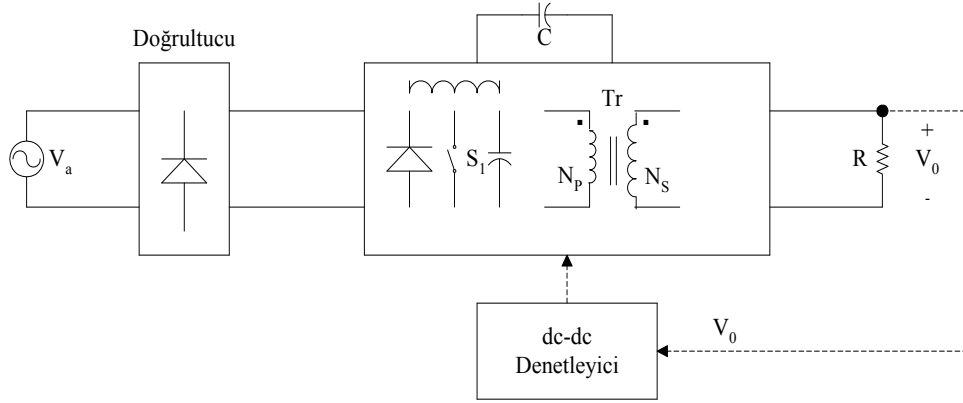 C
Doğrultucu
Tr
V_a
S_1
N_P
N_S
R
+
V_0
-
dc-dc
Denetleyici
V_0